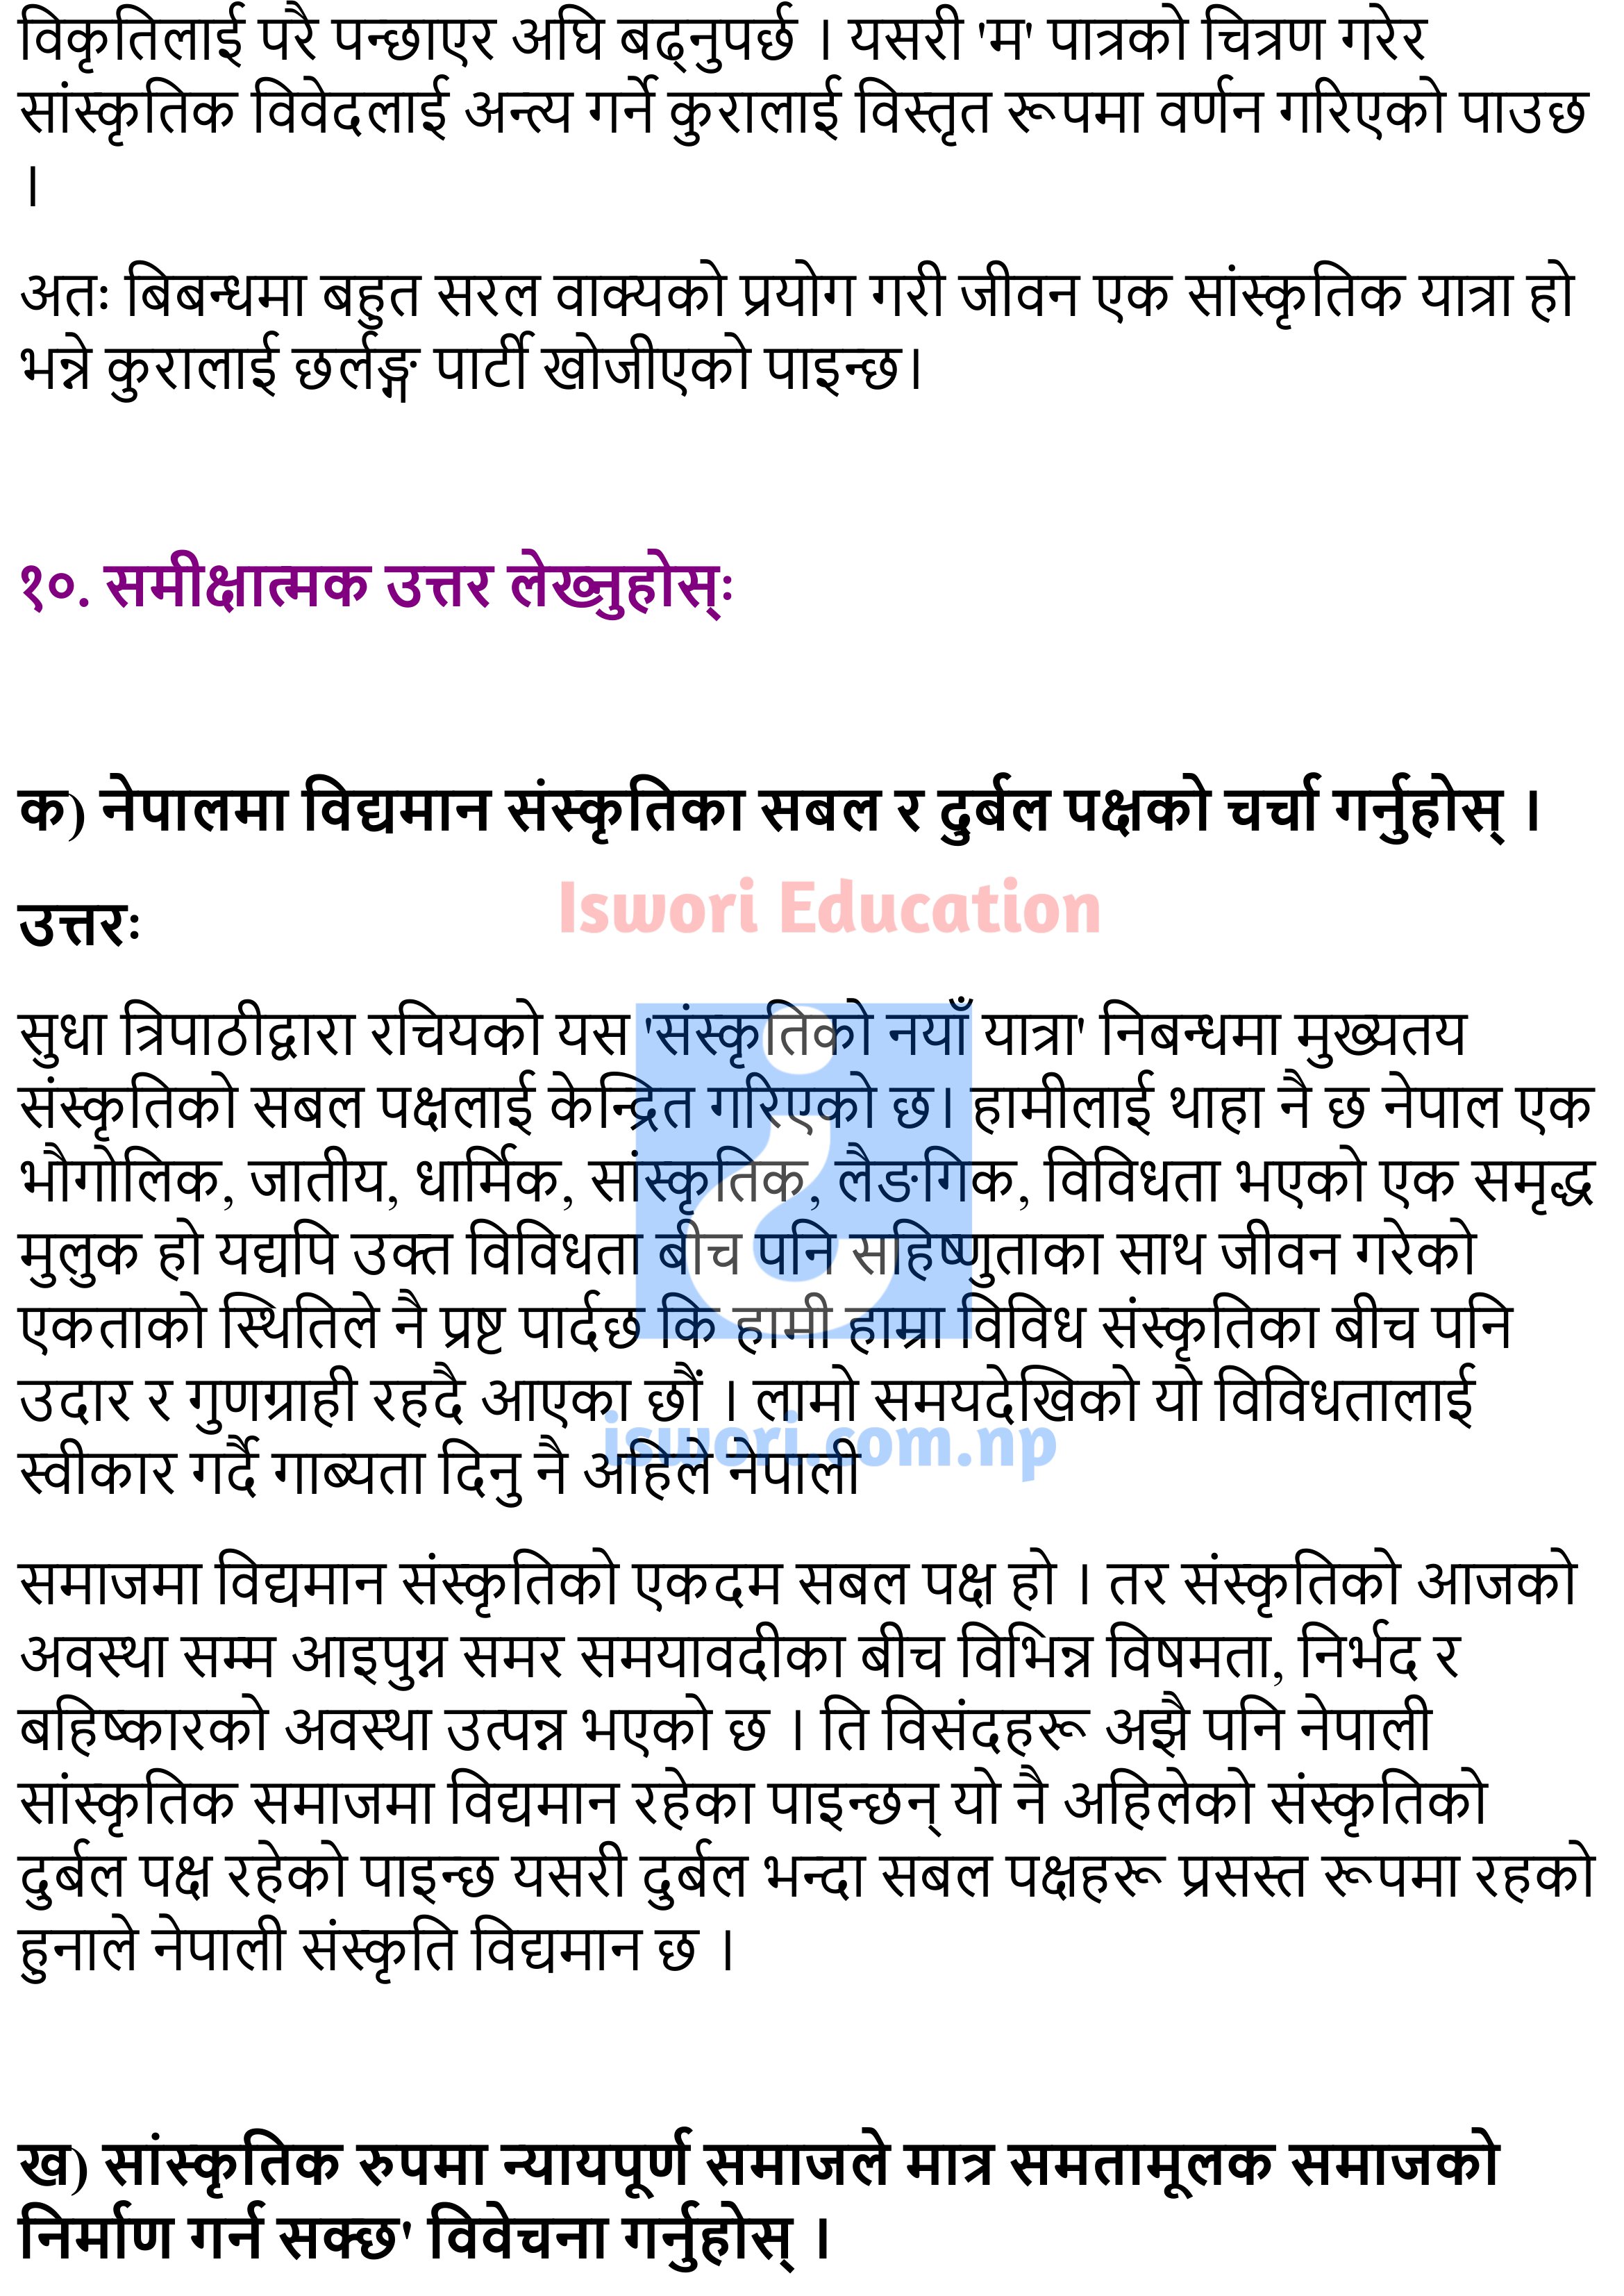 विकृतिलाई परै पन्छाएर अघि बढ्नुपर्छ । यसरी 'म' पात्रको चित्रण गरेर
सांस्कृतिक विवेदलाई अन्त्य गर्ने कुरालाई विस्तृत रूपमा वर्णन गरिएको पाउछ
।
अतः बिबन्धमा बहुत सरल वाक्यको प्रयोग गरी जीवन एक सांस्कृतिक यात्रा हो
भन्ने कुरालाई छर्लङ्ग पार्टी खोजीएको पाइन्छ।
१०. समीक्षात्मक उत्तर लेख्नुहोस्ः
क) नेपालमा विद्यमान संस्कृतिका सबल र दुर्बल पक्षको चर्चा गर्नुहोस् ।
Iswori Education
उत्तरः
सुधा त्रिपाठीद्वारा रचियको यस 'संस्कृतिको नयाँ यात्रा' निबन्धमा मुख्यतय
संस्कृतिको सबल पक्षलाई केन्द्रित गरिएको छ। हामीलाई थाहा नै छ नेपाल एक
भौगोलिक, जातीय, धार्मिक, सांस्कृतिक, लैङगिक, विविधता भएको एक समृद्ध
मुलुक हो यद्यपि उक्त विविधता बीच पनि सहिष्णुताका साथ जीवन गरेको
एकताको स्थितिले नै प्रष्ट पार्दछ कि हामी हाम्रा विविध संस्कृतिका बीच पनि
उदार र गुणग्राही रहदै आएका छौं । लामो समयदेखिको यो विविधतालाई
स्वीकार गर्दै गाब्यता दिनु नै अहिले नेपाली
iswori.com.np
समाजमा विद्यमान संस्कृतिको एकदम सबल पक्ष हो । तर संस्कृतिको आजको
अवस्था सम्म आइपुग्न समर समयावदीका बीच विभिन्न विषमता, निर्भद र
बहिष्कारको अवस्था उत्पन्न भएको छ । ति विसंदहरू अझै पनि नेपाली
सांस्कृतिक समाजमा विद्यमान रहेका पाइन्छन् यो नै अहिलेको संस्कृतिको
दुर्बल पक्ष रहेको पाइन्छ यसरी दुर्बल भन्दा सबल पक्षहरू प्रसस्त रूपमा रहको
हुनाले नेपाली संस्कृति विद्यमान छ ।
ख) सांस्कृतिक रुपमा न्यायपूर्ण समाजले मात्र समतामूलक समाजको
निर्माण गर्न सक्छ' विवेचना गर्नुहोस् ।